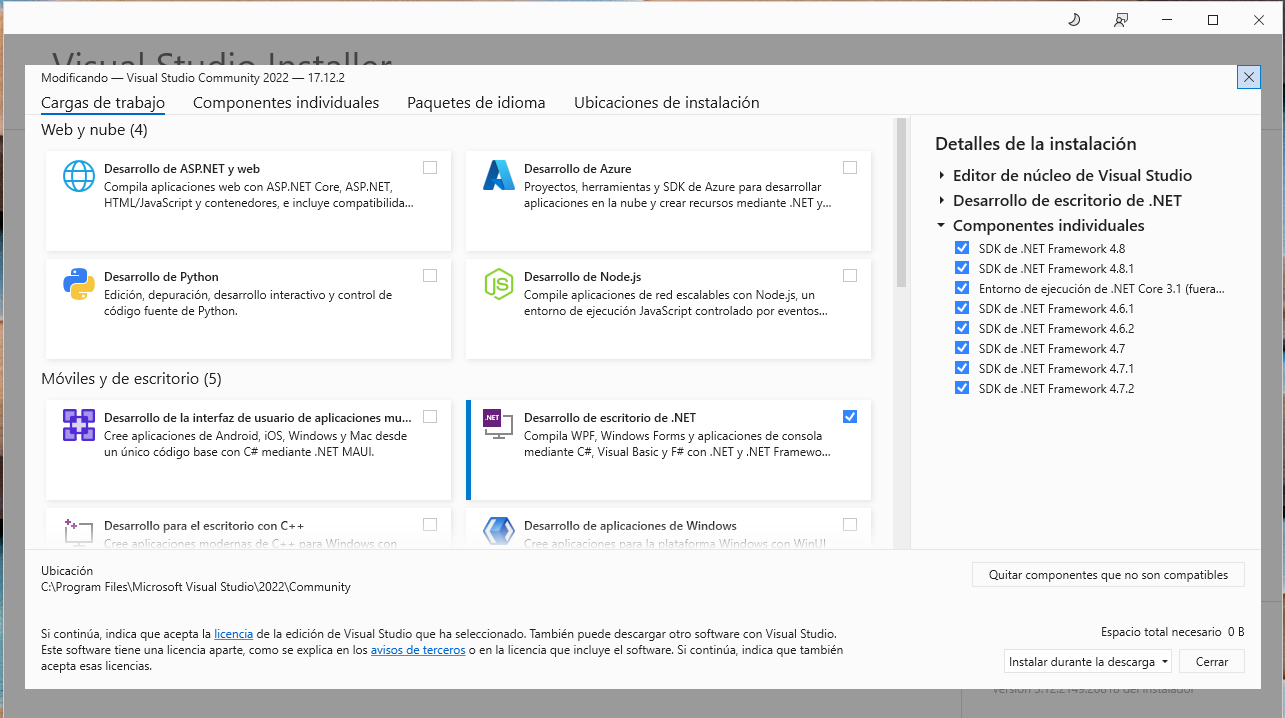 Visual Studio Installer
Modificando — Visual Studio Community 2022 — 17.12.2
Cargas de trabajo
Componentes individuales
Paquetes de idioma
Ubicaciones de instalación
Web y nube (4)
Desarrollo de ASP.NET y web
Compila aplicaciones web con ASP.NET Core, ASP.NET,
HTML/JavaScript y contenedores, e incluye compatibilida...
Desarrollo de Azure
Proyectos, herramientas y SDK de Azure para desarrollar
aplicaciones en la nube y crear recursos mediante .NET y...
Desarrollo de Python
Edición, depuración, desarrollo interactivo y control de
código fuente de Python.
JS
Desarrollo de Node.js
Compile aplicaciones de red escalables con Node.js, un
entorno de ejecución JavaScript controlado por eventos...
Móviles y de escritorio (5)
Desarrollo de la interfaz de usuario de aplicaciones mu...
Cree aplicaciones de Android, iOS, Windows y Mac desde
un único código base con C# mediante .NET MAUI.
.NET
Desarrollo de escritorio de .NET
Compila WPF, Windows Forms y aplicaciones de consola
mediante C#, Visual Basic y F# con .NET y .NET Framewo...
Desarrollo para el escritorio con C++
Cree aplicaciones modernas de C++ para Windows con
Desarrollo de aplicaciones de Windows
Cree aplicaciones para la plataforma Windows con WinUI
Detalles de la instalación
Editor de núcleo de Visual Studio
Desarrollo de escritorio de .NET
Componentes individuales
SDK de .NET Framework 4.8
SDK de .NET Framework 4.8.1
Entorno de ejecución de .NET Core 3.1 (fuera...
SDK de .NET Framework 4.6.1
SDK de .NET Framework 4.6.2
SDK de .NET Framework 4.7
SDK de .NET Framework 4.7.1
SDK de .NET Framework 4.7.2
Ubicación
C:\Program Files\Microsoft Visual Studio\2022\Community
Quitar componentes que no son compatibles
Si continúa, indica que acepta la licencia de la edición de Visual Studio que ha seleccionado. También puede descargar otro software con Visual Studio.
Este software tiene una licencia aparte, como se explica en los avisos de terceros o en la licencia que incluye el software. Si continúa, indica que también
acepta esas licencias.
Espacio total necesario 0 B
Instalar durante la descarga
Cerrar
del instalador